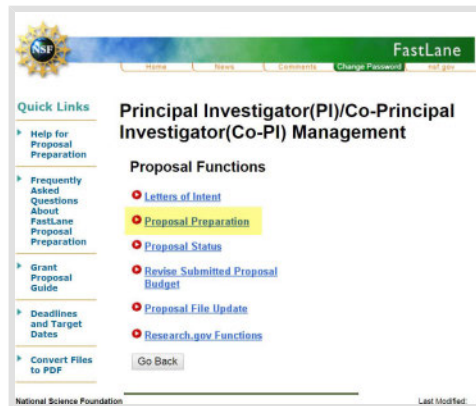 NSF
FastLane
Home News Comments Change Password nsf.gov
Quick Links
Help for
Proposal
Preparation
Frequently
Asked
Questions
About
FastLane
Proposal
Preparation
Grant
Proposal
Guide
Deadlines
and Target
Dates
Convert Files
to PDF
Principal Investigator(PI)/Co-Principal
Investigator(Co-PI) Management
Proposal Functions
Letters of Intent
Proposal Preparation
Proposal Status
Revise Submitted Proposal
Budget
Proposal File Update
Research.gov Functions
Go Back
National Science Foundation
Last Modified: